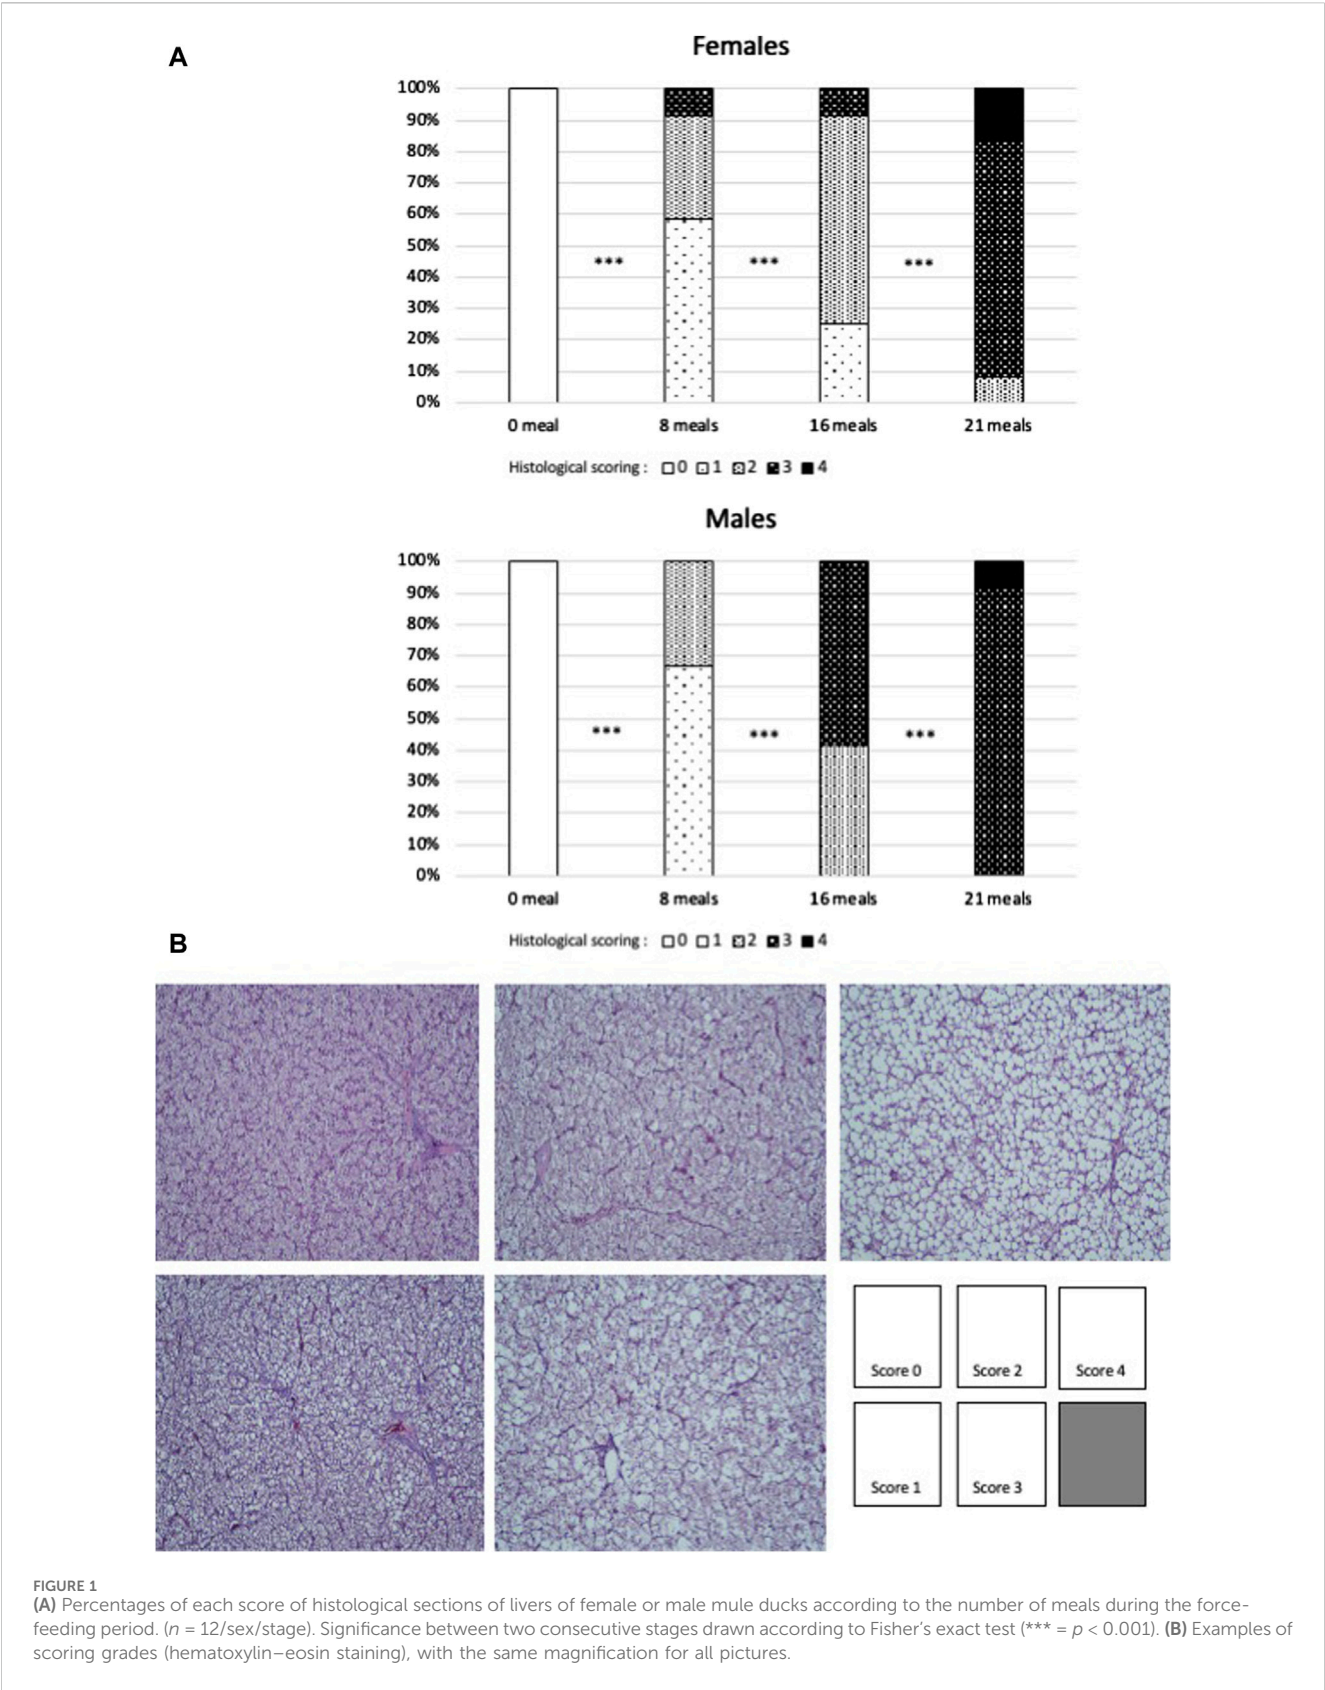 A
Females
100%
90%
80%
70%
60%
50%
40%
30%
20%
10%
0%
*** *** ***
0 meal 8 meals 16 meals 21 meals
Histological scoring : 0 1 2 3 4
Males
100%
90%
80%
70%
60%
50%
40%
30%
20%
10%
0%
*** *** ***
0 meal 8 meals 16 meals 21 meals
Histological scoring : 0 1 2 3 4
B
Score 0 Score 2 Score 4
Score 1 Score 3
FIGURE 1
(A) Percentages of each score of histological sections of livers of female or male mule ducks according to the number of meals during the force-
feeding period. (n = 12/sex/stage). Significance between two consecutive stages drawn according to Fisher’s exact test (*** = p < 0.001). (B) Examples of
scoring grades (hematoxylin–eosin staining), with the same magnification for all pictures.